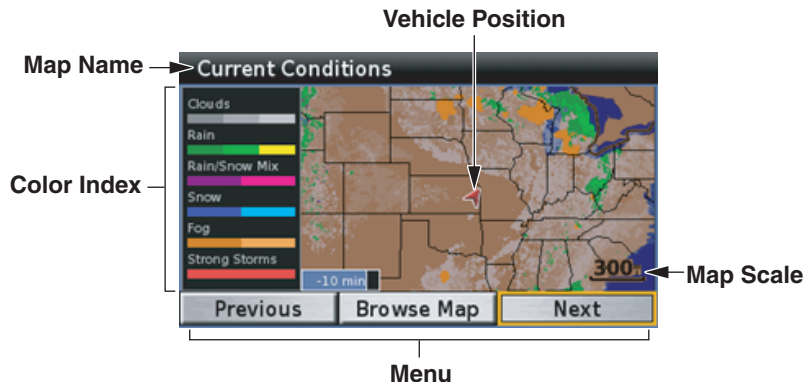 Vehicle Position
Map Name
Current Conditions
Clouds
Rain
Rain/Snow Mix
Color Index
Snow
Fog
Strong Storms
300
Map Scale
-10 min
Previous
Browse Map
Next
Menu